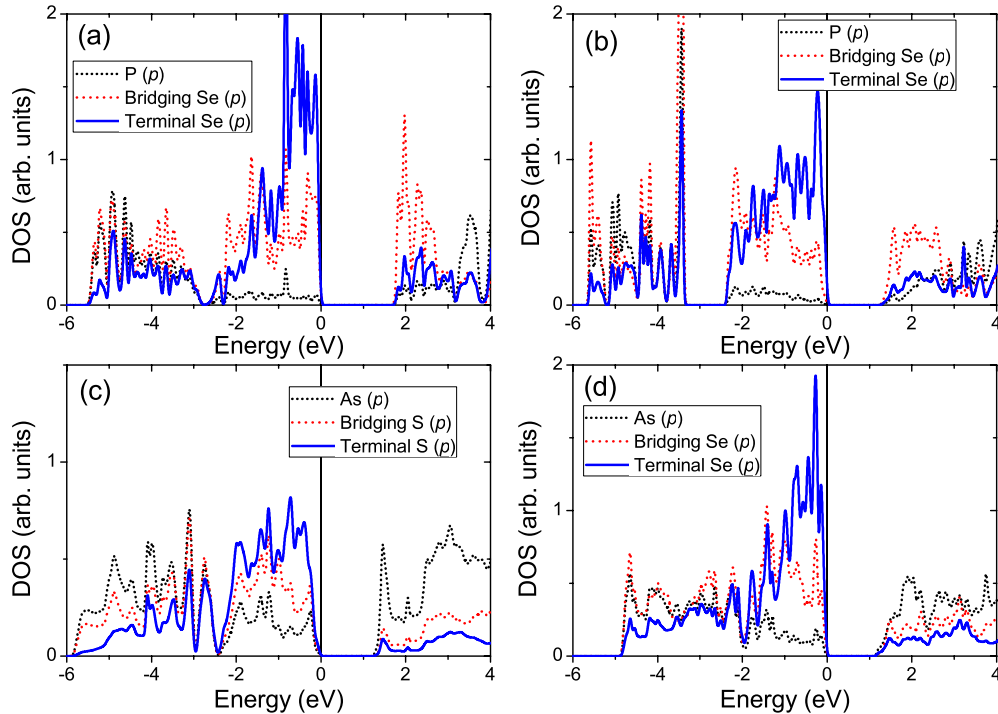 (a)
P (p)
Bridging Se (p)
Terminal Se (p)
DOS (arb. units)
2
1
0
-6 -4 -2 0 2 4
Energy (eV)
(b)
P (p)
Bridging Se (p)
Terminal Se (p)
DOS (arb. units)
2
1
0
-6 -4 -2 0 2 4
Energy (eV)
(c)
As (p)
Bridging S (p)
Terminal S (p)
DOS (arb. units)
1
0
-6 -4 -2 0 2 4
Energy (eV)
(d)
As (p)
Bridging Se (p)
Terminal Se (p)
DOS (arb. units)
2
1
0
-6 -4 -2 0 2 4
Energy (eV)